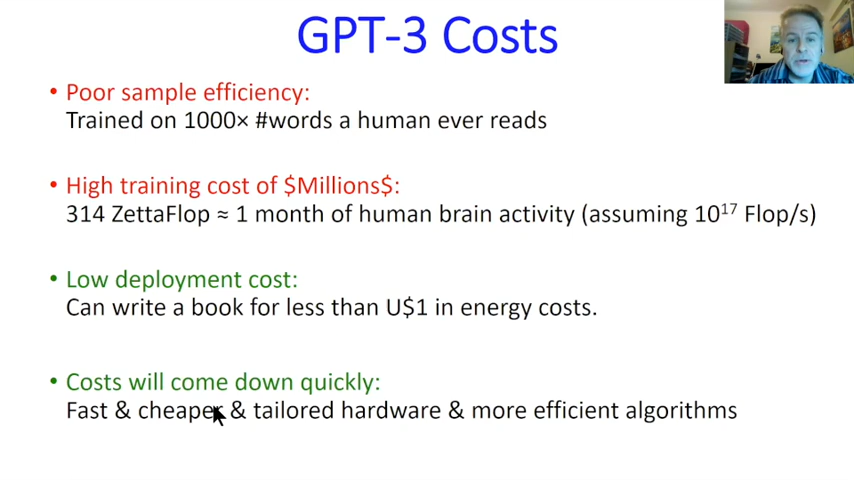 GPT-3 Costs
• Poor sample efficiency:
Trained on 1000× #words a human ever reads
• High training cost of $Millions$:
314 ZettaFlop ≈ 1 month of human brain activity (assuming 10¹⁷ Flop/s)
• Low deployment cost:
Can write a book for less than U$1 in energy costs.
• Costs will come down quickly:
Fast & cheaper & tailored hardware & more efficient algorithms